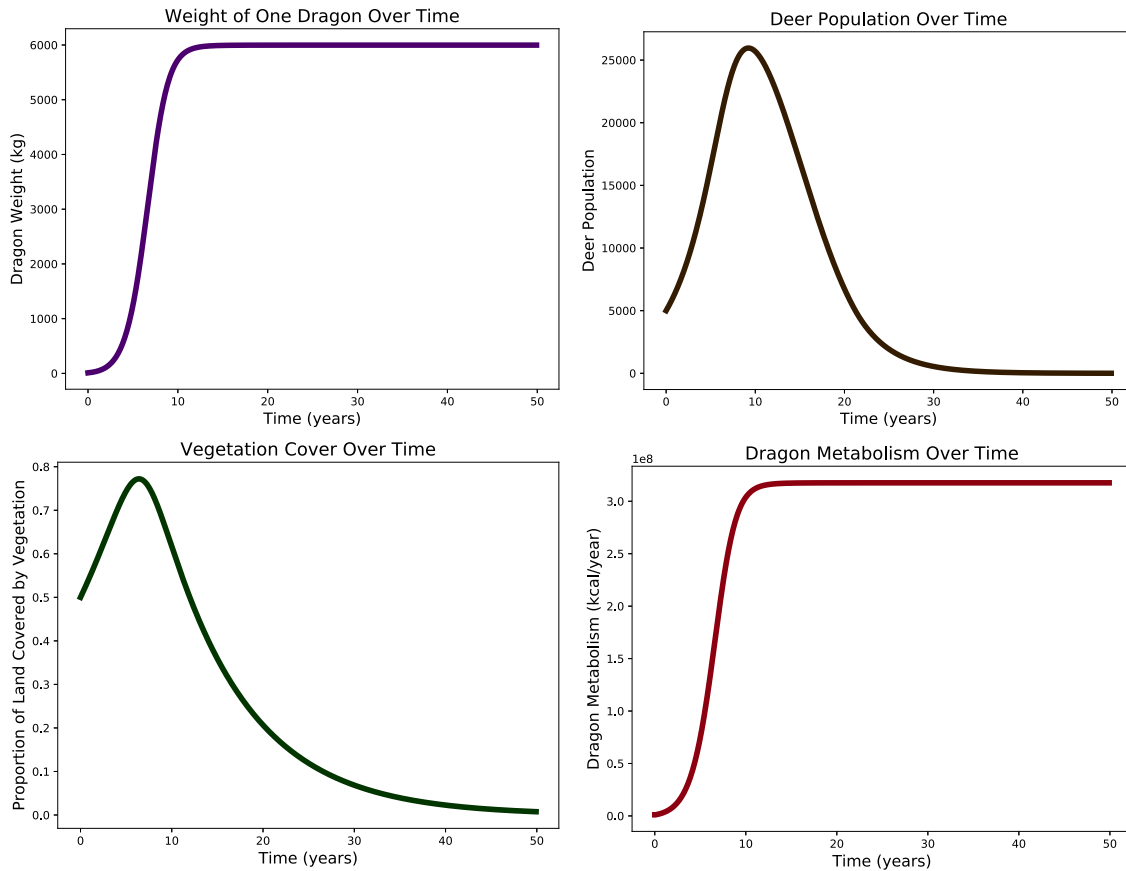 Weight of One Dragon Over Time
Dragon Weight (kg)
6000
5000
4000
3000
2000
1000
0
0 10 20 30 40 50
Time (years)
Deer Population Over Time
Deer Population
25000
20000
15000
10000
5000
0
0 10 20 30 40 50
Time (years)
Vegetation Cover Over Time
Proportion of Land Covered by Vegetation
0.8
0.7
0.6
0.5
0.4
0.3
0.2
0.1
0.0
0 10 20 30 40 50
Time (years)
Dragon Metabolism Over Time
1e8
Dragon Metabolism (kcal/year)
3.0
2.5
2.0
1.5
1.0
0.5
0.0
0 10 20 30 40 50
Time (years)